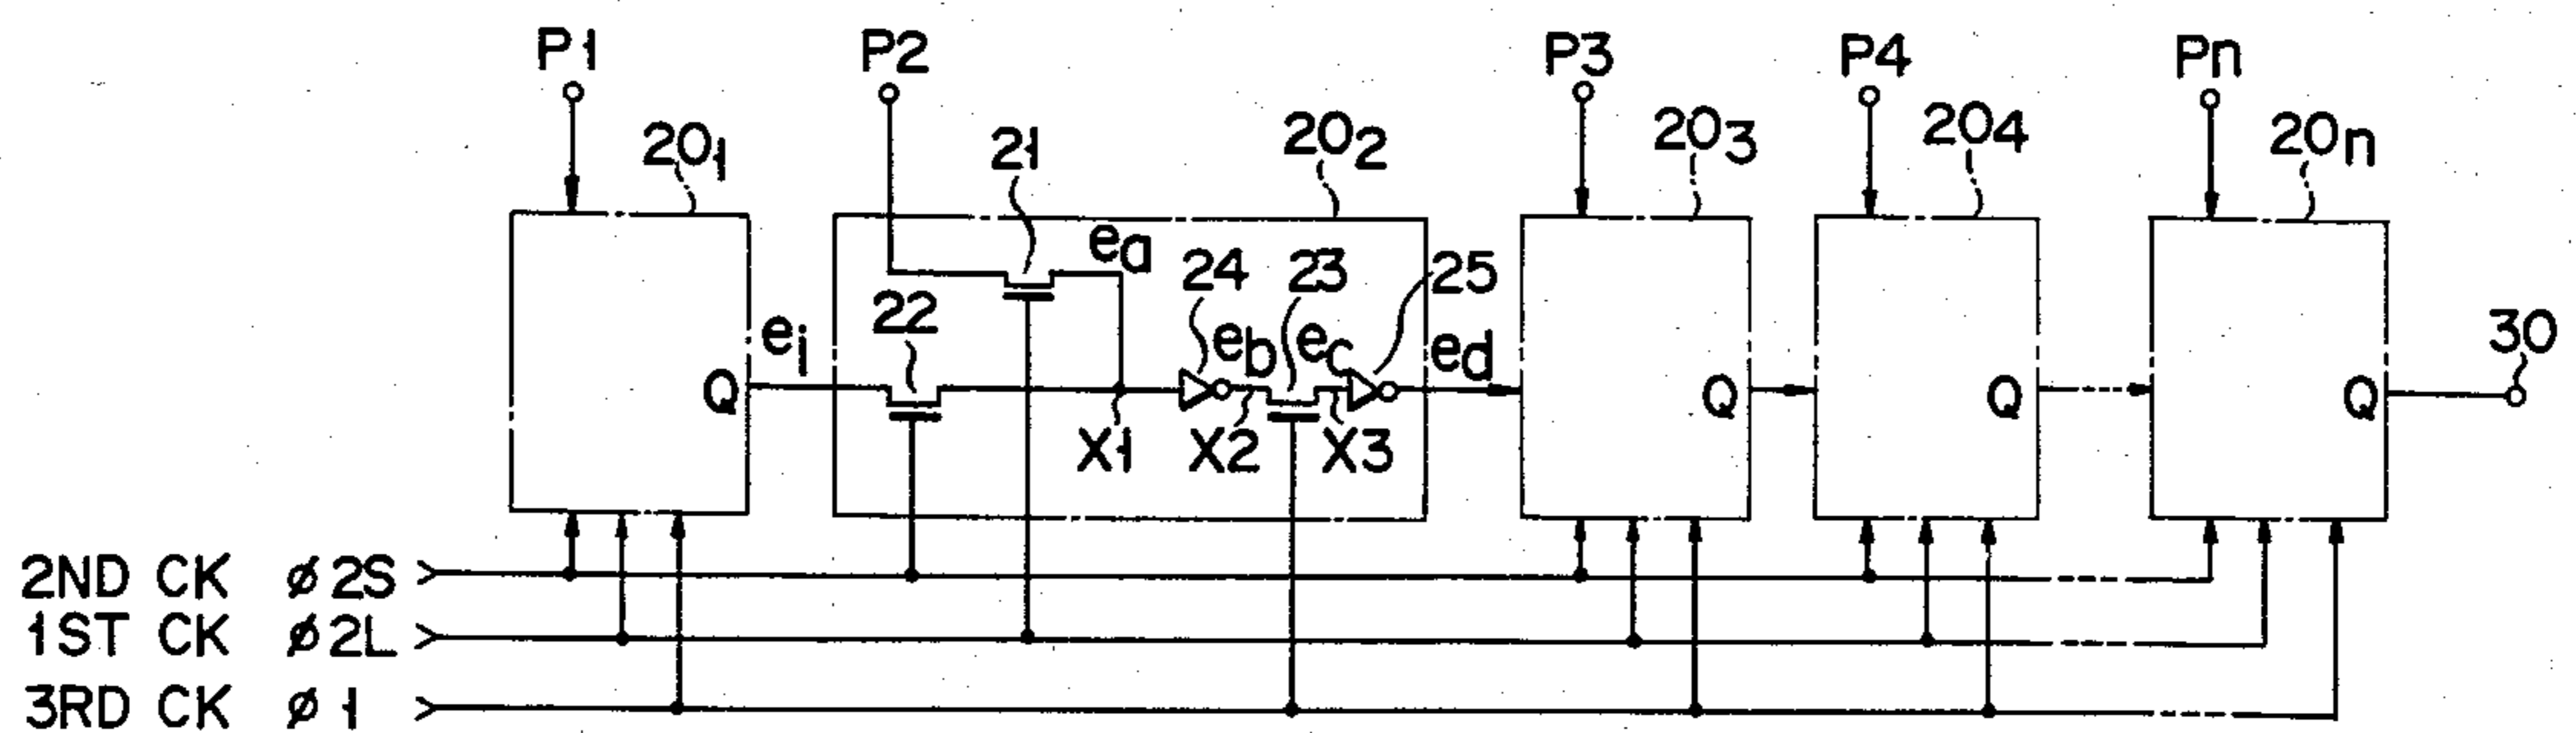 P1 P2 P3 P4 Pn
20₁ 21 20₂ 20₃ 20₄ 20n
ea 24 23 25
ei 22 eb ec ed 30
Q Q Q Q
X1 X2 X3
2ND CK ø2S
1ST CK ø2L
3RD CK ø1